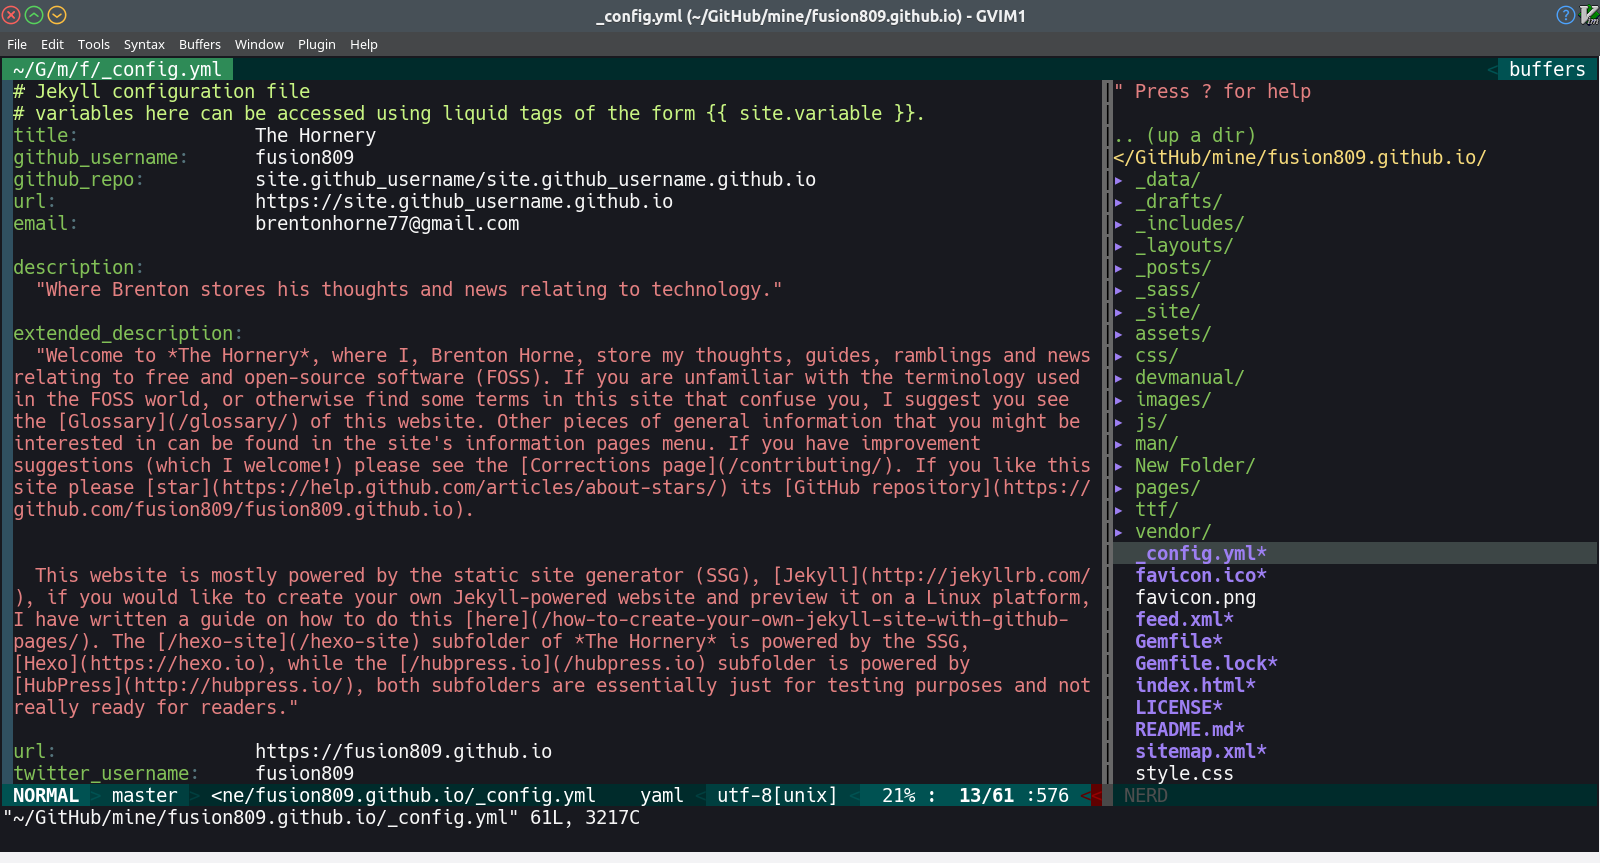 _config.yml (~/GitHub/mine/fusion809.github.io) - GVIM1
File Edit Tools Syntax Buffers Window Plugin Help
~/G/m/f/_config.yml
< buffers
# Jekyll configuration file
# variables here can be accessed using liquid tags of the form {{ site.variable }}.
title: The Hornery
github_username: fusion809
github_repo: site.github_username/site.github_username.github.io
url: https://site.github_username.github.io
email: brentonhorne77@gmail.com
description:
"Where Brenton stores his thoughts and news relating to technology."
extended_description:
"Welcome to *The Hornery*, where I, Brenton Horne, store my thoughts, guides, ramblings and news
relating to free and open-source software (FOSS). If you are unfamiliar with the terminology used
in the FOSS world, or otherwise find some terms in this site that confuse you, I suggest you see
the [Glossary](/glossary/) of this website. Other pieces of general information that you might be
interested in can be found in the site's information pages menu. If you have improvement
suggestions (which I welcome!) please see the [Corrections page](/contributing/). If you like this
site please [star](https://help.github.com/articles/about-stars/) its [GitHub repository](https://
github.com/fusion809/fusion809.github.io).
This website is mostly powered by the static site generator (SSG), [Jekyll](http://jekyllrb.com/
), if you would like to create your own Jekyll-powered website and preview it on a Linux platform,
I have written a guide on how to do this [here](/how-to-create-your-own-jekyll-site-with-github-
pages/). The [/hexo-site](/hexo-site) subfolder of *The Hornery* is powered by the SSG,
[Hexo](https://hexo.io), while the [/hubpress.io](/hubpress.io) subfolder is powered by
[HubPress](http://hubpress.io/), both subfolders are essentially just for testing purposes and not
really ready for readers."
url: https://fusion809.github.io
twitter_username: fusion809
" Press ? for help
.. (up a dir)
</GitHub/mine/fusion809.github.io/
▸ _data/
▸ _drafts/
▸ _includes/
▸ _layouts/
▸ _posts/
▸ _sass/
▸ _site/
▸ assets/
▸ css/
▸ devmanual/
▸ images/
▸ js/
▸ man/
▸ New Folder/
▸ pages/
▸ ttf/
▸ vendor/
_config.yml*
favicon.ico*
favicon.png
feed.xml*
Gemfile*
Gemfile.lock*
index.html*
LICENSE*
README.md*
sitemap.xml*
style.css
NORMAL > master > <ne/fusion809.github.io/_config.yml yaml < utf-8[unix] < 21% : 13/61 :576 <<
NERD
"~/GitHub/mine/fusion809.github.io/_config.yml" 61L, 3217C